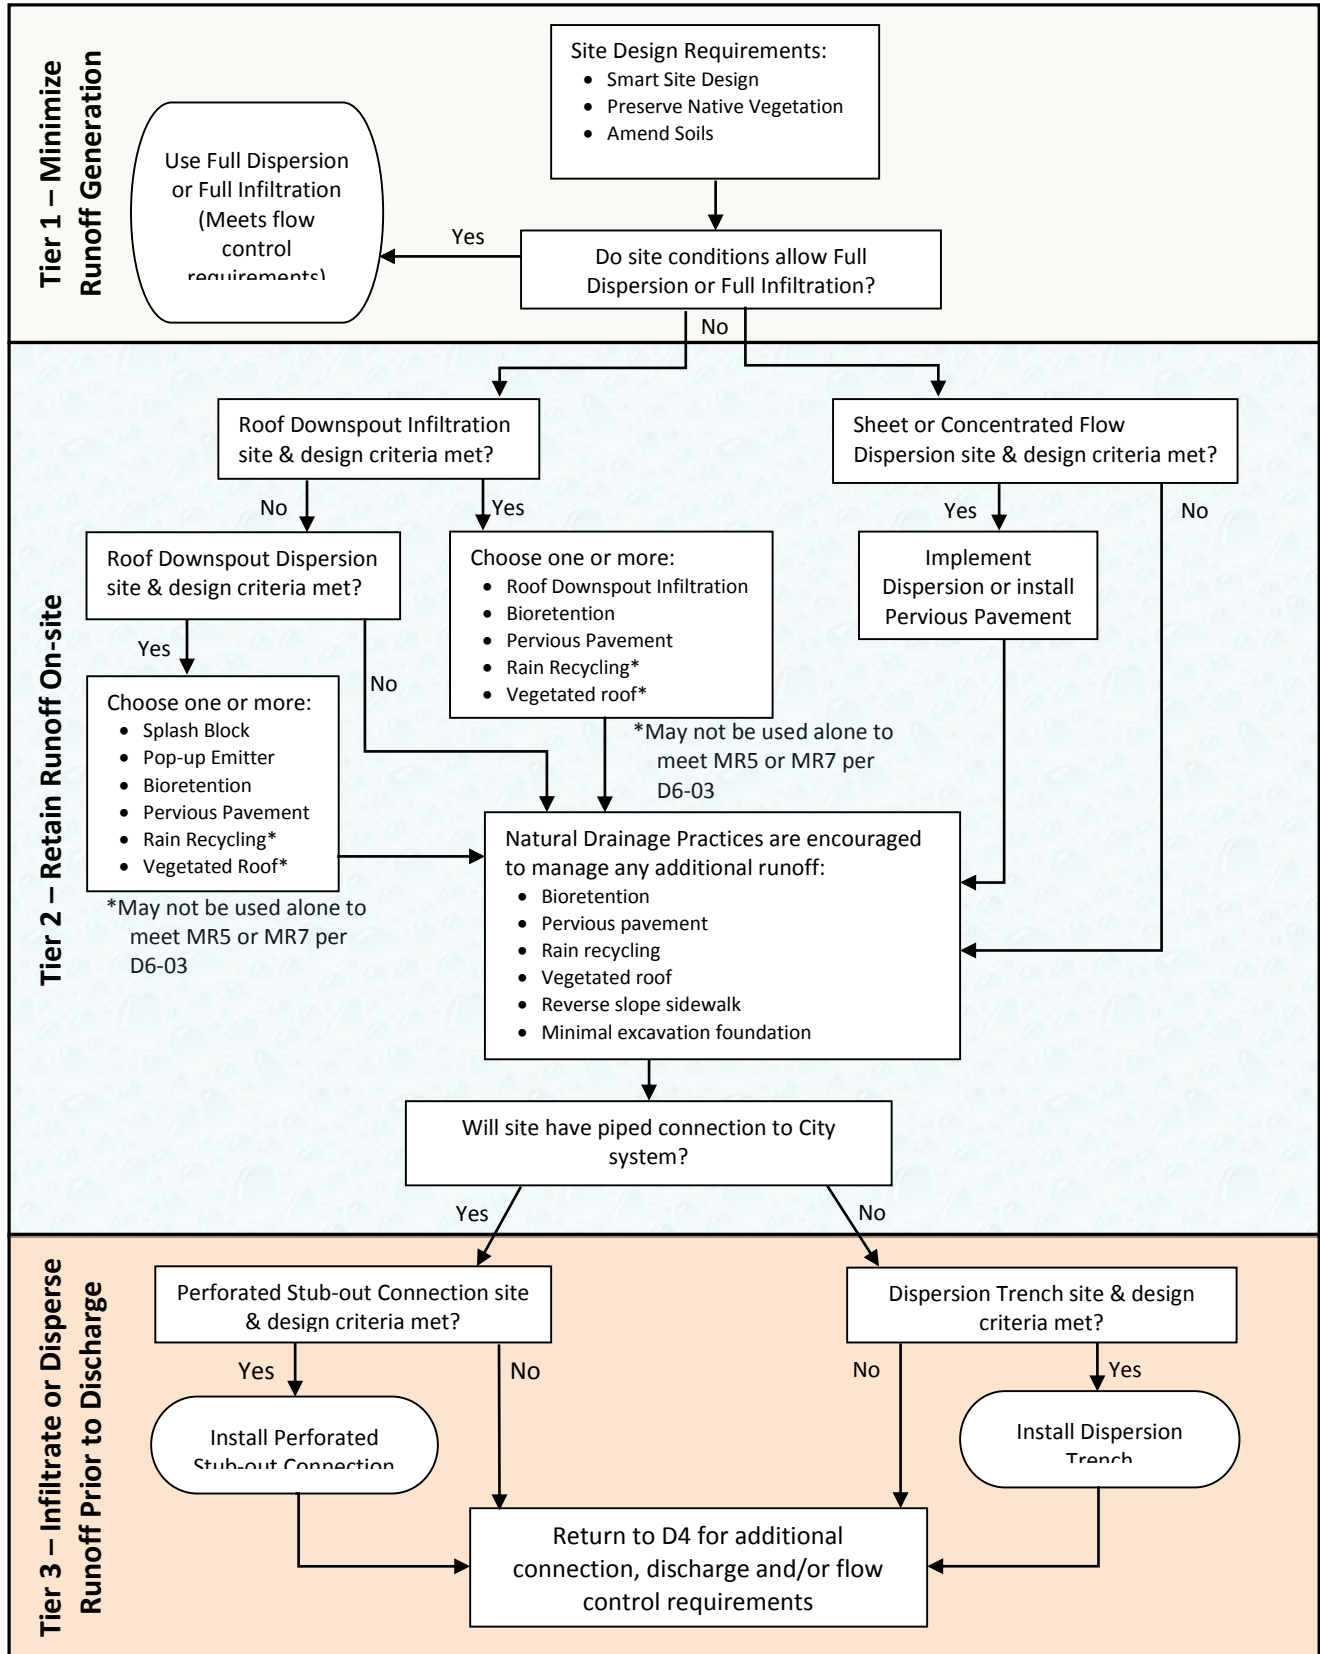 Tier 1 – Minimize
Runoff Generation
Site Design Requirements:
• Smart Site Design
• Preserve Native Vegetation
• Amend Soils
Use Full Dispersion
or Full Infiltration
(Meets flow
control
requirements)
Yes
Do site conditions allow Full
Dispersion or Full Infiltration?
No
Tier 2 – Retain Runoff On-site
Roof Downspout Infiltration
site & design criteria met?
Sheet or Concentrated Flow
Dispersion site & design criteria met?
No
Yes
Yes
No
Roof Downspout Dispersion
site & design criteria met?
Choose one or more:
• Roof Downspout Infiltration
• Bioretention
• Pervious Pavement
• Rain Recycling*
• Vegetated roof*
*May not be used alone to
meet MR5 or MR7 per
D6-03
Implement
Dispersion or install
Pervious Pavement
Yes
No
Choose one or more:
• Splash Block
• Pop-up Emitter
• Bioretention
• Pervious Pavement
• Rain Recycling*
• Vegetated Roof*
*May not be used alone to
meet MR5 or MR7 per
D6-03
Natural Drainage Practices are encouraged
to manage any additional runoff:
• Bioretention
• Pervious pavement
• Rain recycling
• Vegetated roof
• Reverse slope sidewalk
• Minimal excavation foundation
Will site have piped connection to City
system?
Yes
No
Tier 3 – Infiltrate or Disperse
Runoff Prior to Discharge
Perforated Stub-out Connection site
& design criteria met?
Dispersion Trench site & design
criteria met?
Yes
No
No
Yes
Install Perforated
Stub-out Connection
Install Dispersion
Trench
Return to D4 for additional
connection, discharge and/or flow
control requirements